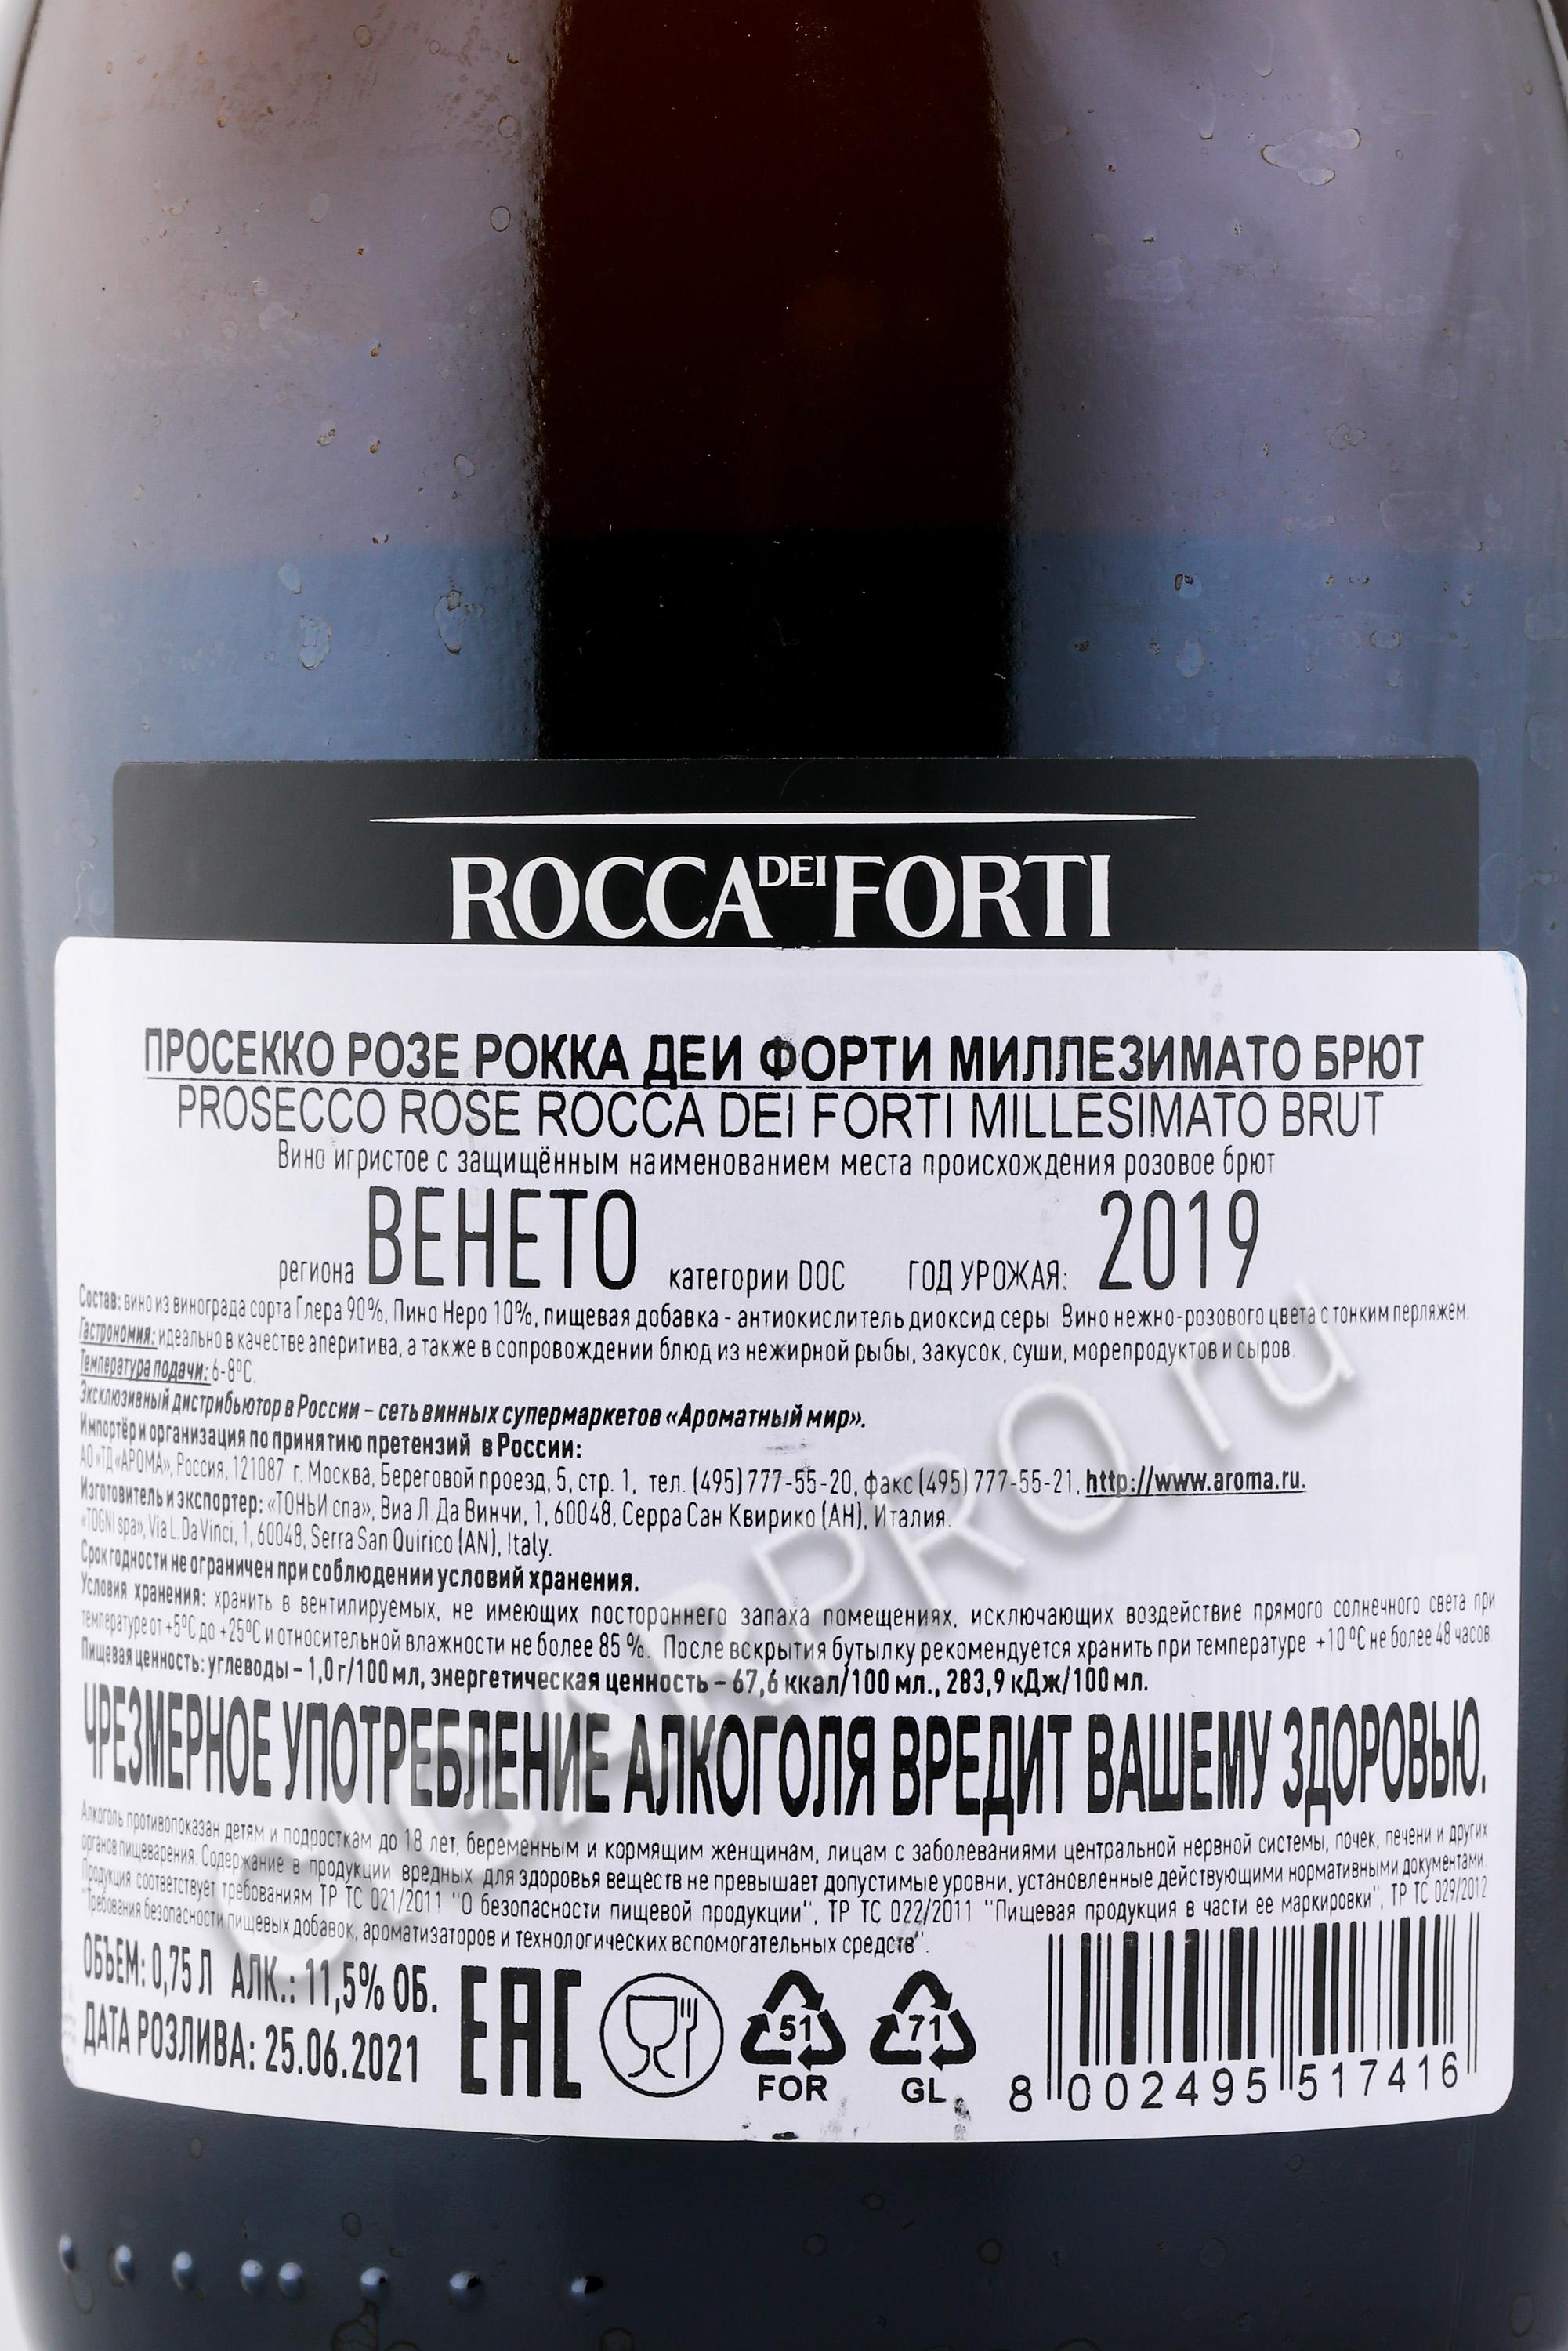 ROCCA DEI FORTI
ПРОСЕККО РОЗЕ РОККА ДЕИ ФОРТИ МИЛЛЕЗИМАТО БРЮТ
PROSECCO ROSE ROCCA DEI FORTI MILLESIMATO BRUT
Вино игристое с защищённым наименованием места происхождения розовое брют
региона ВЕНЕТО категории DOC ГОД УРОЖАЯ: 2019
Состав: вино из винограда сорта Глера 90%, Пино Неро 10%, пищевая добавка - антиокислитель диоксид серы Вино нежно-розового цвета с тонким перляжем.
Гастрономия: идеально в качестве аперитива, а также в сопровождении блюд из нежирной рыбы, закусок, суши, морепродуктов и сыров.
Температура подачи: 6-8°С.
Эксклюзивный дистрибьютор в России – сеть винных супермаркетов «Ароматный мир».
Импортёр и организация по принятию претензий в России:
АО «ТД «АРОМА», Россия, 121087 г. Москва, Береговой проезд, 5, стр. 1, тел. (495) 777-55-20, факс (495) 777-55-21, http://www.aroma.ru.
Изготовитель и экспортер: «ТОНЬИ спа», Виа Л. Да Винчи, 1, 60048, Серра Сан Квирико (АН), Италия.
«TOGNI spa», Via L. Da Vinci, 1, 60048, Serra San Quirico (AN), Italy.
Срок годности не ограничен при соблюдении условий хранения.
Условия хранения: хранить в вентилируемых, не имеющих постороннего запаха помещениях, исключающих воздействие прямого солнечного света при
температуре от +5°С до +25°С и относительной влажности не более 85 %. После вскрытия бутылку рекомендуется хранить при температуре +10°С не более 48 часов.
Пищевая ценность: углеводы – 1,0 г/100 мл, энергетическая ценность – 67,6 ккал/100 мл., 283,9 кДж/100 мл.
ЧРЕЗМЕРНОЕ УПОТРЕБЛЕНИЕ АЛКОГОЛЯ ВРЕДИТ ВАШЕМУ ЗДОРОВЬЮ.
Алкоголь противопоказан детям и подросткам до 18 лет, беременным и кормящим женщинам, лицам с заболеваниями центральной нервной системы, почек, печени и других
органов пищеварения. Содержание в продукции вредных для здоровья веществ не превышает допустимые уровни, установленные действующими нормативными документами.
Продукция соответствует требованиям ТР ТС 021/2011 "О безопасности пищевой продукции", ТР ТС 022/2011 "Пищевая продукция в части ее маркировки", ТР ТС 029/2012
"Требования безопасности пищевых добавок, ароматизаторов и технологических вспомогательных средств".
ОБЪЕМ: 0,75 Л АЛК.: 11,5% ОБ.
ДАТА РОЗЛИВА: 25.06.2021
ЕАС
51
FOR
71
GL
8 002495 517416
CIGARPRO.ru